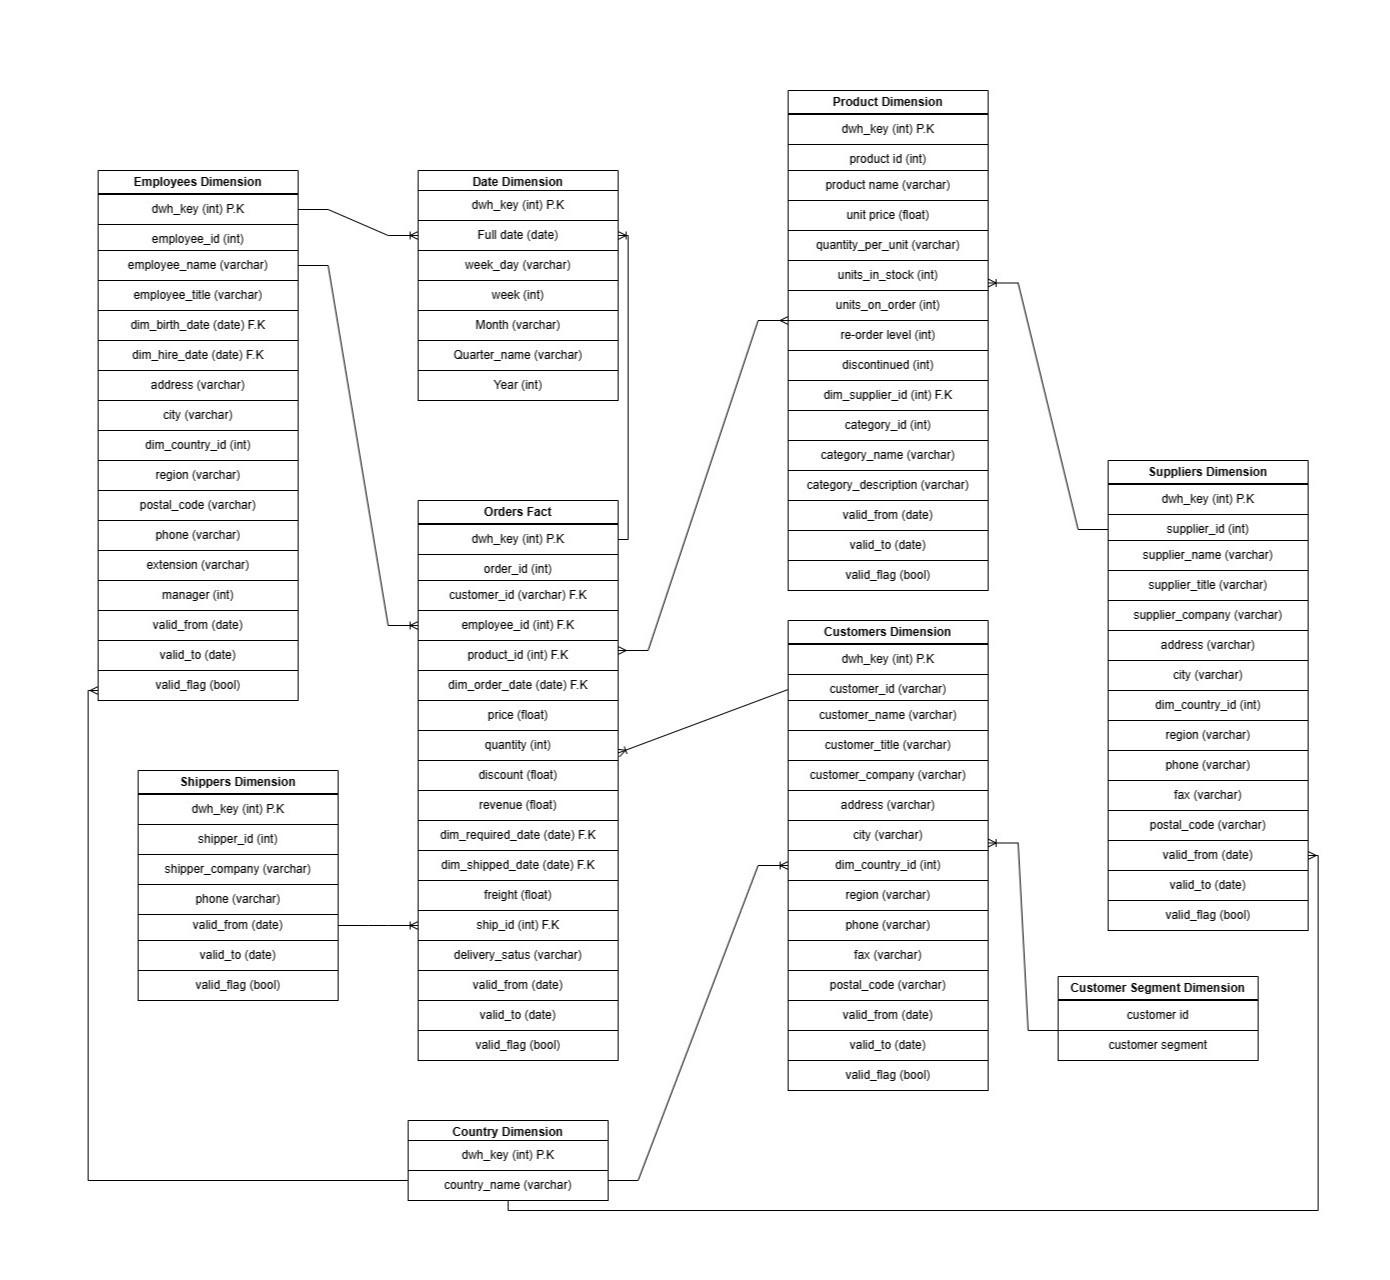 Product Dimension
dwh_key (int) P.K
product id (int)
product name (varchar)
unit price (float)
quantity_per_unit (varchar)
units_in_stock (int)
units_on_order (int)
re-order level (int)
discontinued (int)
dim_supplier_id (int) F.K
category_id (int)
category_name (varchar)
category_description (varchar)
valid_from (date)
valid_to (date)
valid_flag (bool)
Employees Dimension
dwh_key (int) P.K
employee_id (int)
employee_name (varchar)
employee_title (varchar)
dim_birth_date (date) F.K
dim_hire_date (date) F.K
address (varchar)
city (varchar)
dim_country_id (int)
region (varchar)
postal_code (varchar)
phone (varchar)
extension (varchar)
manager (int)
valid_from (date)
valid_to (date)
valid_flag (bool)
Date Dimension
dwh_key (int) P.K
Full date (date)
week_day (varchar)
week (int)
Month (varchar)
Quarter_name (varchar)
Year (int)
Suppliers Dimension
dwh_key (int) P.K
supplier_id (int)
supplier_name (varchar)
supplier_title (varchar)
supplier_company (varchar)
address (varchar)
city (varchar)
dim_country_id (int)
region (varchar)
phone (varchar)
fax (varchar)
postal_code (varchar)
valid_from (date)
valid_to (date)
valid_flag (bool)
Orders Fact
dwh_key (int) P.K
order_id (int)
customer_id (varchar) F.K
employee_id (int) F.K
product_id (int) F.K
dim_order_date (date) F.K
price (float)
quantity (int)
discount (float)
revenue (float)
dim_required_date (date) F.K
dim_shipped_date (date) F.K
freight (float)
ship_id (int) F.K
delivery_satus (varchar)
valid_from (date)
valid_to (date)
valid_flag (bool)
Customers Dimension
dwh_key (int) P.K
customer_id (varchar)
customer_name (varchar)
customer_title (varchar)
customer_company (varchar)
address (varchar)
city (varchar)
dim_country_id (int)
region (varchar)
phone (varchar)
fax (varchar)
postal_code (varchar)
valid_from (date)
valid_to (date)
valid_flag (bool)
Shippers Dimension
dwh_key (int) P.K
shipper_id (int)
shipper_company (varchar)
phone (varchar)
valid_from (date)
valid_to (date)
valid_flag (bool)
Customer Segment Dimension
customer id
customer segment
Country Dimension
dwh_key (int) P.K
country_name (varchar)